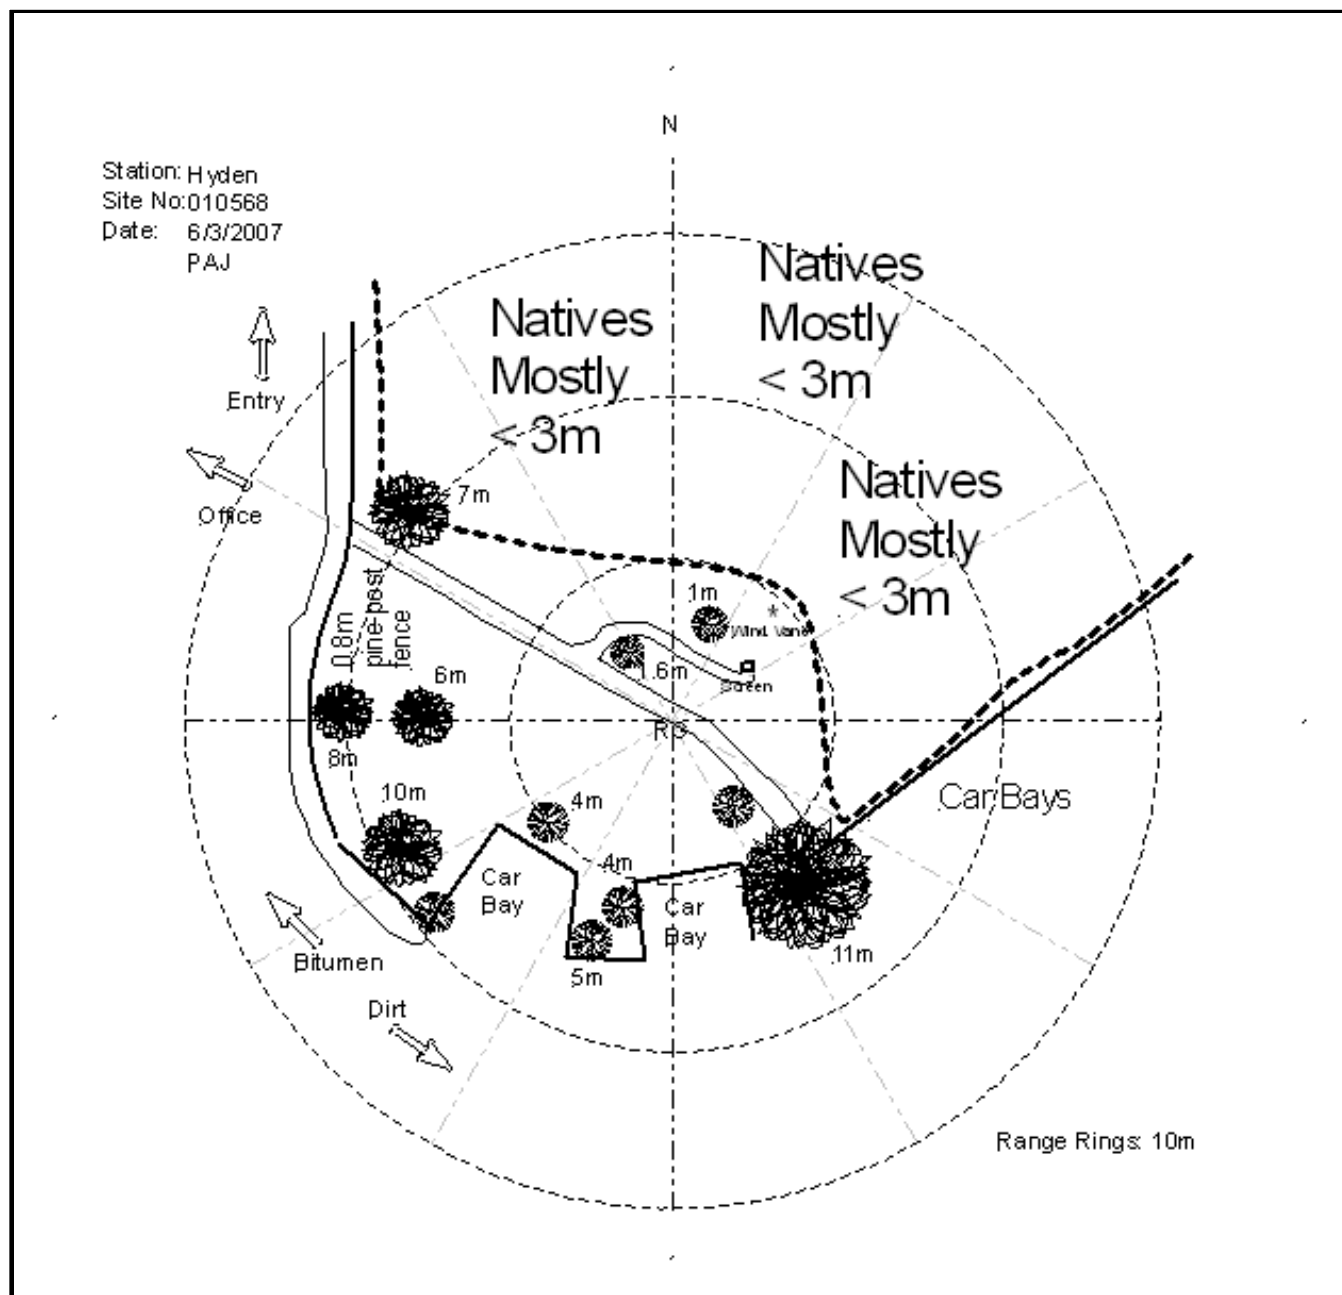 N
Station: Hyden
Site No: 010568
Date: 6/3/2007
PAJ
Natives
Mostly
< 3m
Natives
Mostly
< 3m
Entry
Office
7m
Natives
Mostly
< 3m
0.8m
pine post
fence
1m
Wind Vane
1.6m
Screen
6m
RG
8m
10m
4m
Car Bays
4m
Car
Bay
Car
Bay
11m
5m
Bitumen
Dirt
Range Rings: 10m